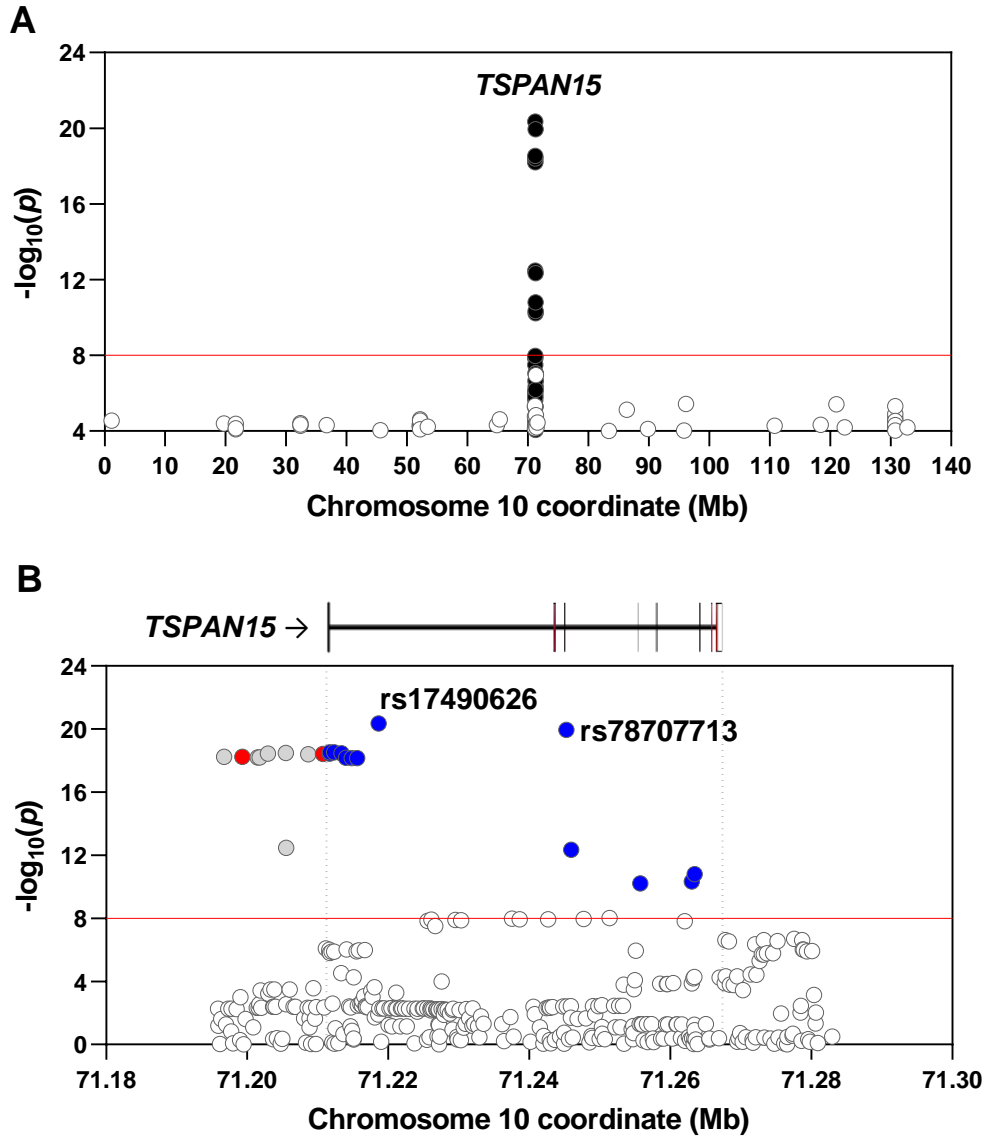 A
24
20
16
12
8
4
-log10(p)
TSPAN15
0 10 20 30 40 50 60 70 80 90 100 110 120 130 140
Chromosome 10 coordinate (Mb)
B
TSPAN15 →
24
20
16
12
8
4
0
-log10(p)
rs17490626
rs78707713
71.18 71.20 71.22 71.24 71.26 71.28 71.30
Chromosome 10 coordinate (Mb)